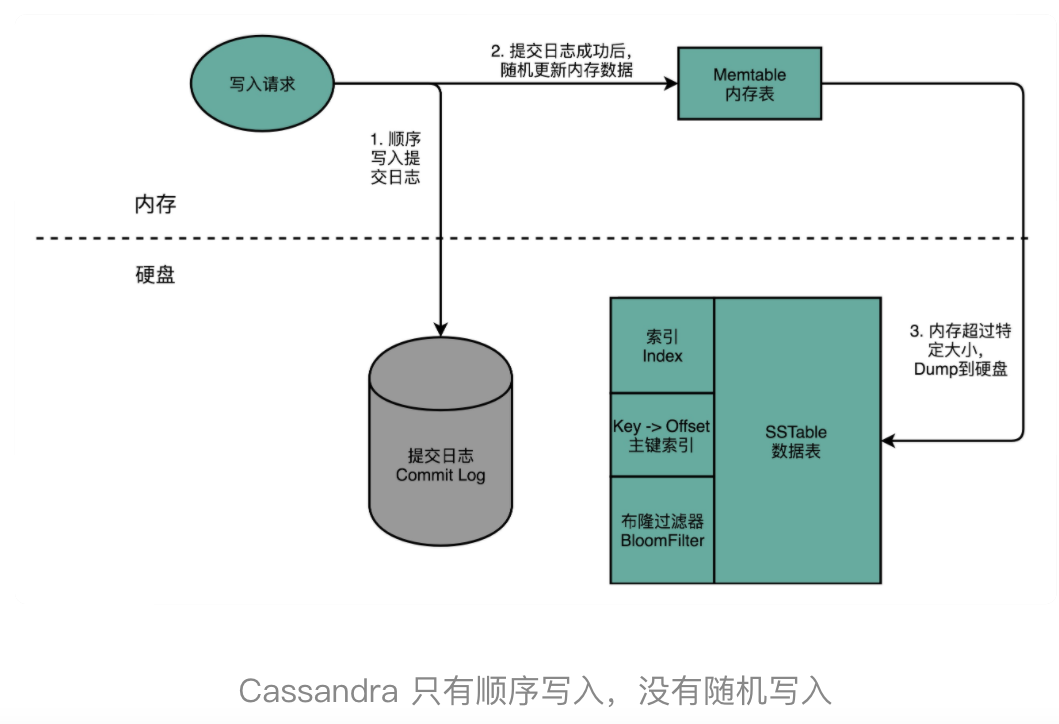 写入请求
2. 提交日志成功后，
随机更新内存数据
Memtable
内存表
1. 顺序
写入提
交日志
内存
硬盘
索引
Index
Key -> Offset
主键索引
布隆过滤器
BloomFilter
SSTable
数据表
3. 内存超过特
定大小，
Dump到硬盘
提交日志
Commit Log
Cassandra 只有顺序写入，没有随机写入